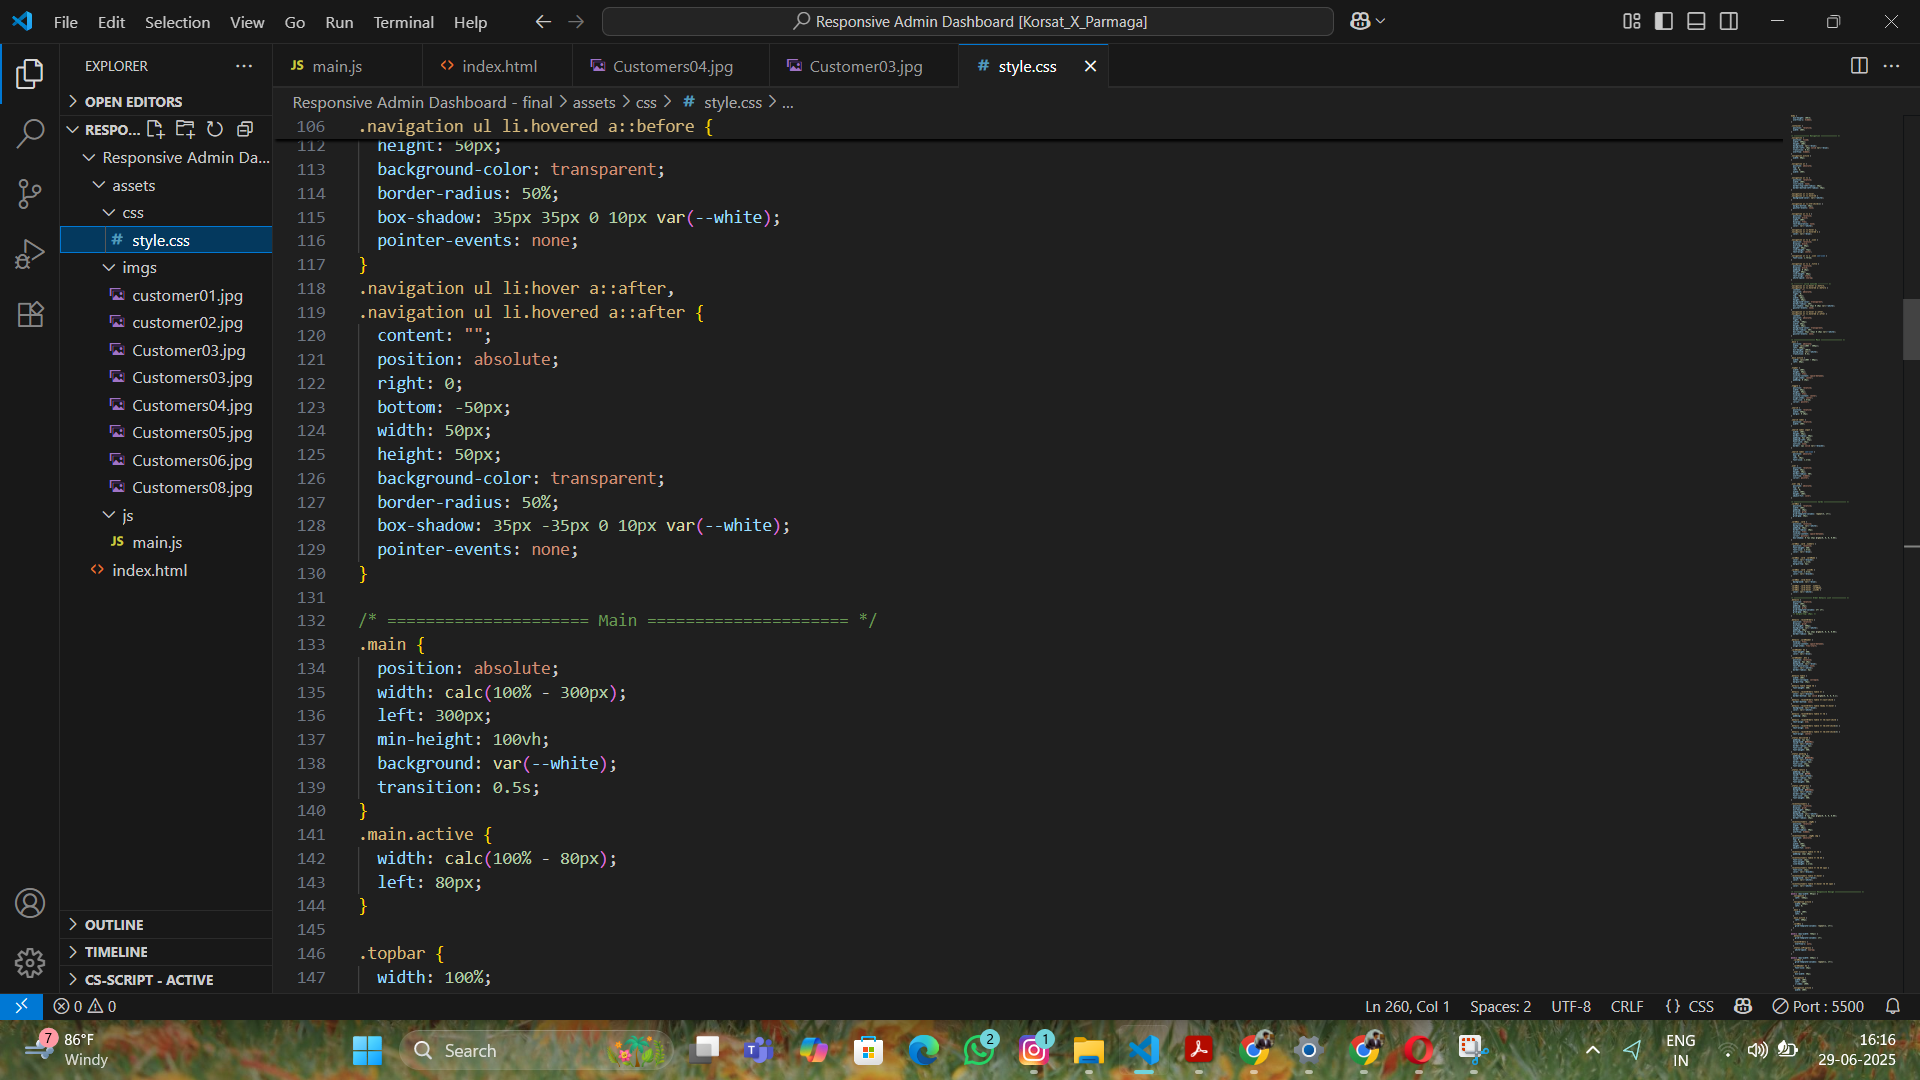 File Edit Selection View Go Run Terminal Help
Responsive Admin Dashboard [Korsat_X_Parmaga]
EXPLORER
OPEN EDITORS
RESPO...
Responsive Admin Da...
assets
css
# style.css
imgs
customer01.jpg
customer02.jpg
Customer03.jpg
Customers03.jpg
Customers04.jpg
Customers05.jpg
Customers06.jpg
Customers08.jpg
js
JS main.js
<> index.html
OUTLINE
TIMELINE
CS-SCRIPT - ACTIVE
JS main.js
<> index.html
Customers04.jpg
Customer03.jpg
# style.css
Responsive Admin Dashboard - final > assets > css > # style.css > ...
106 .navigation ul li.hovered a::before {
112 height: 50px;
113 background-color: transparent;
114 border-radius: 50%;
115 box-shadow: 35px 35px 0 10px var(--white);
116 pointer-events: none;
117 }
118 .navigation ul li:hover a::after,
119 .navigation ul li.hovered a::after {
120 content: "";
121 position: absolute;
122 right: 0;
123 bottom: -50px;
124 width: 50px;
125 height: 50px;
126 background-color: transparent;
127 border-radius: 50%;
128 box-shadow: 35px -35px 0 10px var(--white);
129 pointer-events: none;
130 }
131
132 /* ===================== Main ===================== */
133 .main {
134 position: absolute;
135 width: calc(100% - 300px);
136 left: 300px;
137 min-height: 100vh;
138 background: var(--white);
139 transition: 0.5s;
140 }
141 .main.active {
142 width: calc(100% - 80px);
143 left: 80px;
144 }
145
146 .topbar {
147 width: 100%;
0 0
Ln 260, Col 1 Spaces: 2 UTF-8 CRLF {} CSS Port : 5500
7
86°F
Windy
Search
2
1
ENG
IN
16:16
29-06-2025